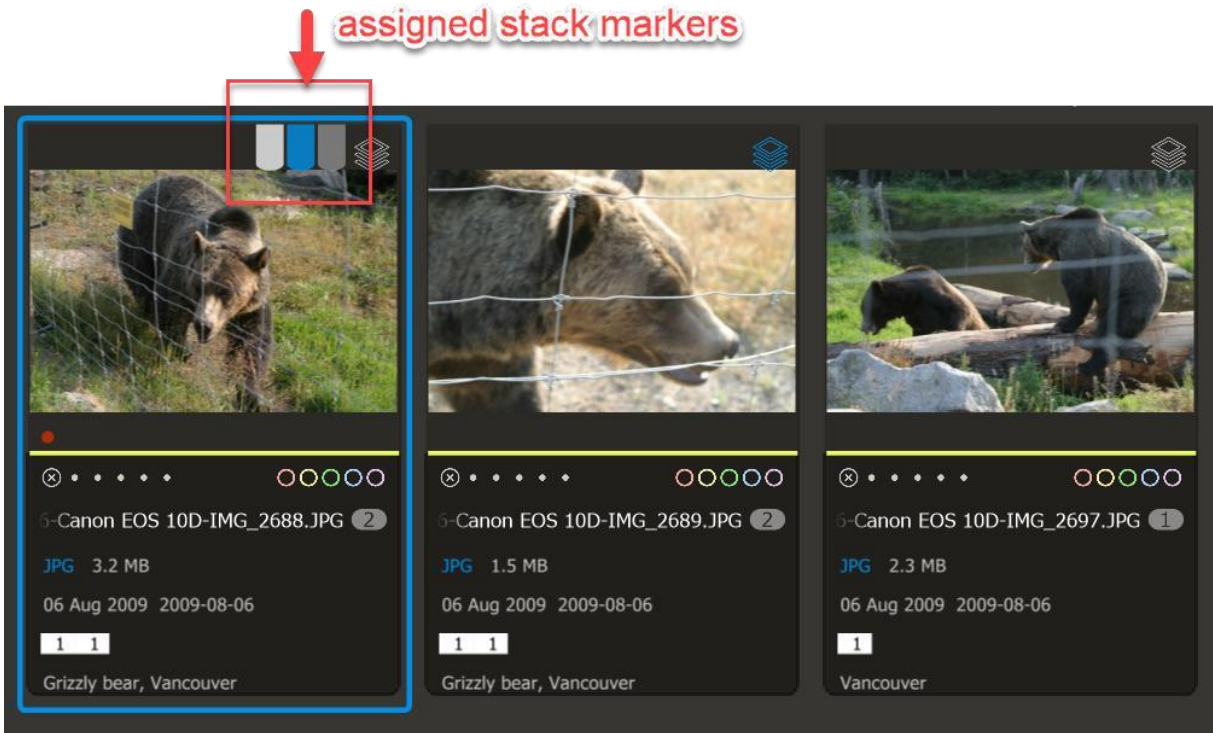 assigned stack markers
6-Canon EOS 10D-IMG_2688.JPG 2
JPG 3.2 MB
06 Aug 2009 2009-08-06
1 1
Grizzly bear, Vancouver
6-Canon EOS 10D-IMG_2689.JPG 2
JPG 1.5 MB
06 Aug 2009 2009-08-06
1 1
Grizzly bear, Vancouver
6-Canon EOS 10D-IMG_2697.JPG 1
JPG 2.3 MB
06 Aug 2009 2009-08-06
1
Vancouver